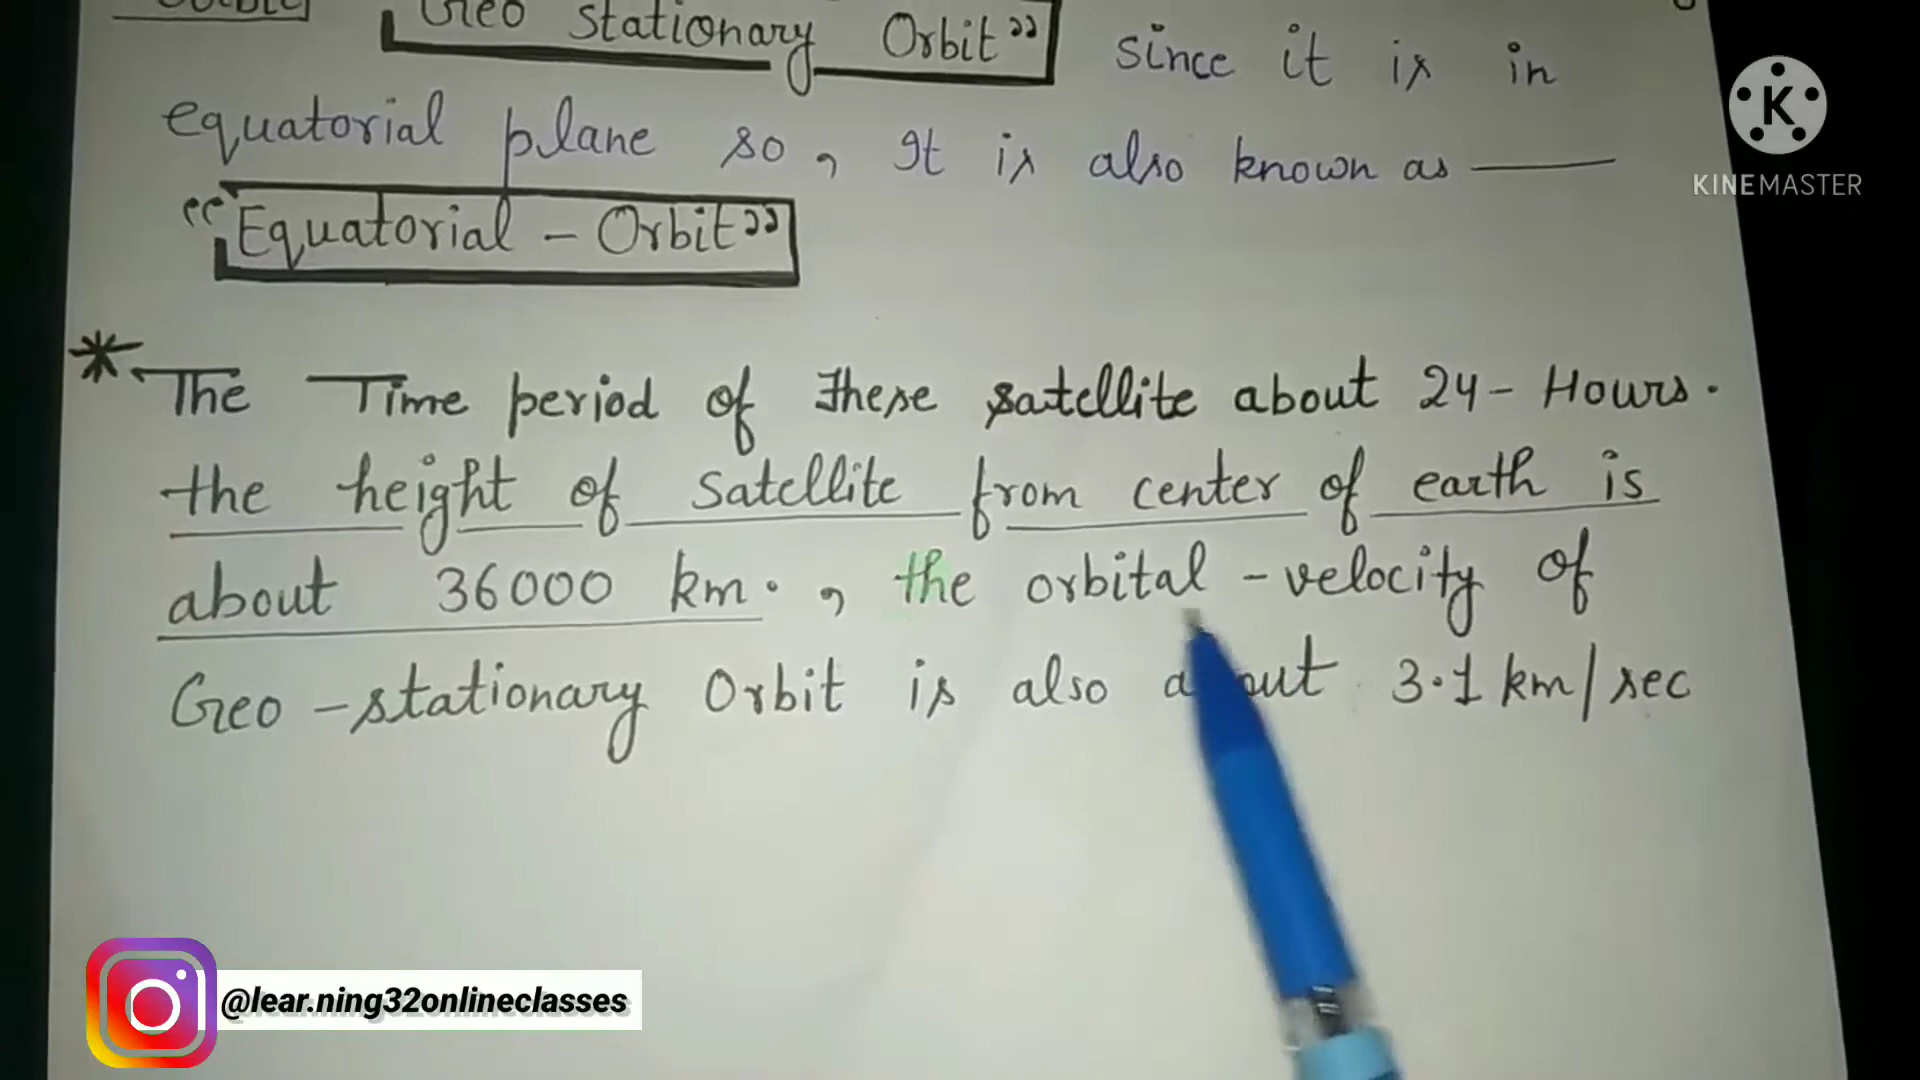 Geo Stationary Orbit” since it is in
equatorial plane so, It is also known as —
“Equatorial - Orbit”
* The Time period of these satellite about 24 - Hours.
the height of satellite from center of earth is
about 36000 km. , the orbital - velocity of
Geo - stationary Orbit is also about 3.1 km/sec
K
KINEMASTER
@lear.ning32onlineclasses